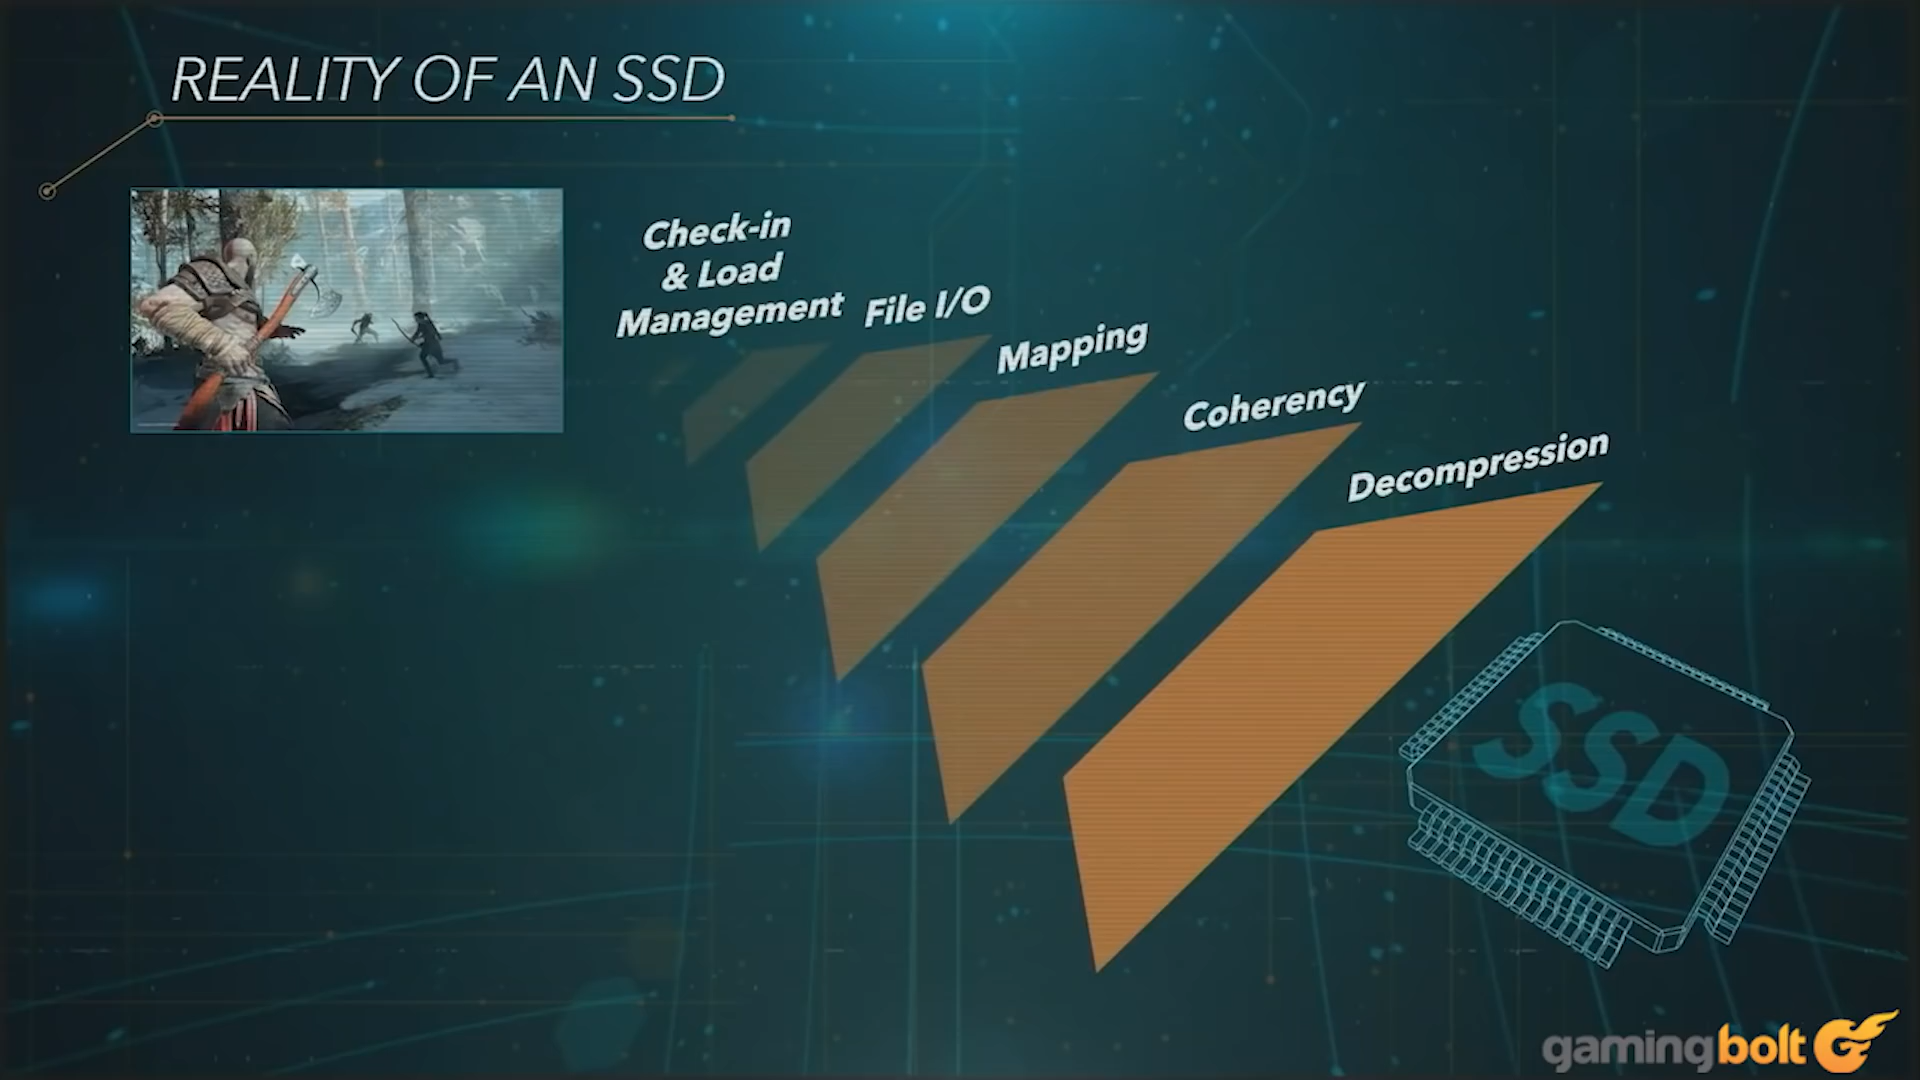 REALITY OF AN SSD
Check-in
& Load
Management
File I/O
Mapping
Coherency
Decompression
SSD
gamingbolt